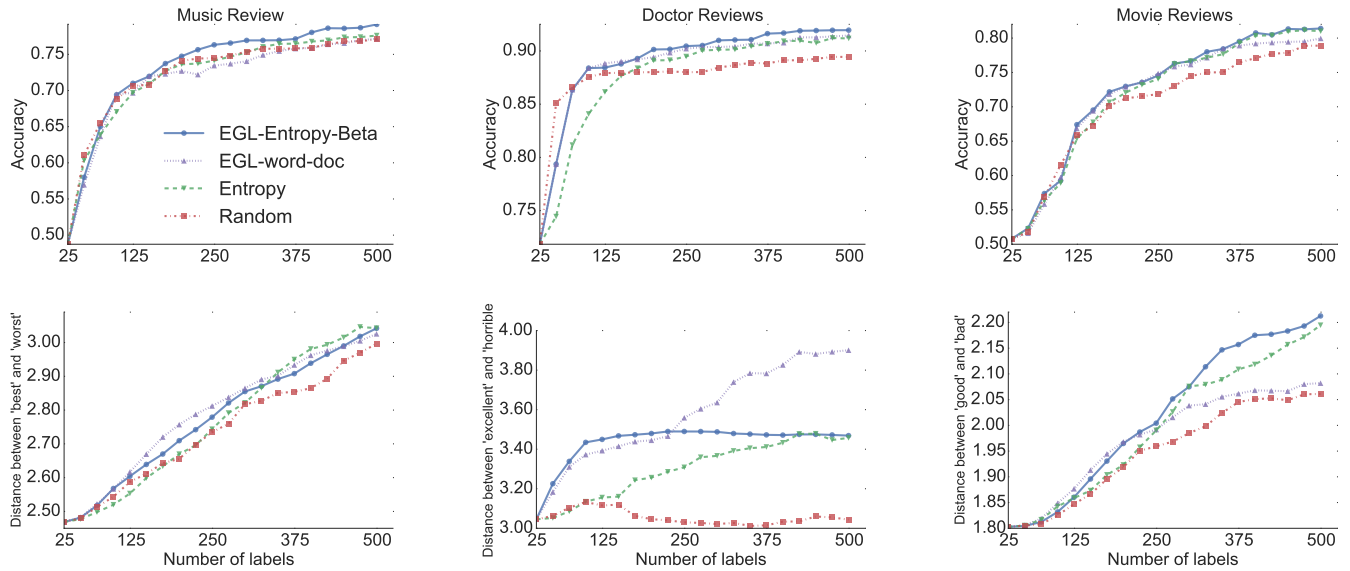 Music Review
Accuracy
0.75
0.70
0.65
0.60
0.55
0.50
25 125 250 375 500
EGL-Entropy-Beta
EGL-word-doc
Entropy
Random
Doctor Reviews
Accuracy
0.90
0.85
0.80
0.75
25 125 250 375 500
Movie Reviews
Accuracy
0.80
0.75
0.70
0.65
0.60
0.55
0.50
25 125 250 375 500
Distance between 'best' and 'worst'
3.00
2.90
2.80
2.70
2.60
2.50
25 125 250 375 500
Number of labels
Distance between 'excellent' and 'horrible
4.00
3.80
3.60
3.40
3.20
3.00
25 125 250 375 500
Number of labels
Distance between 'good' and 'bad'
2.20
2.15
2.10
2.05
2.00
1.95
1.90
1.85
1.80
25 125 250 375 500
Number of labels